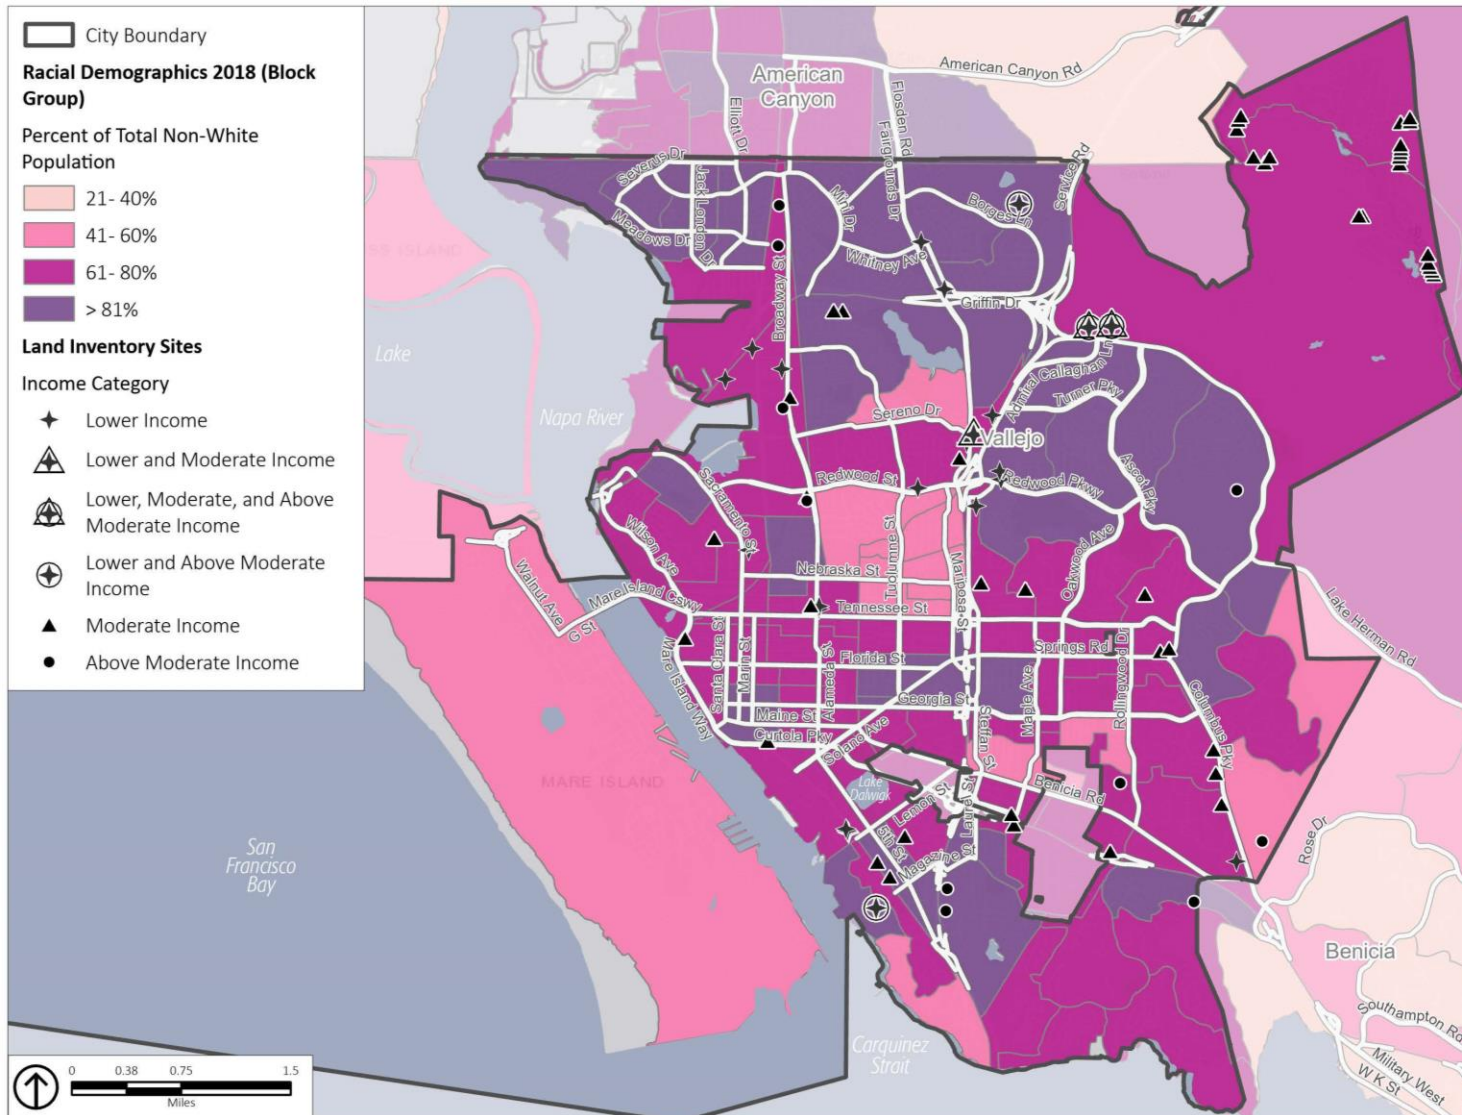 City Boundary
Racial Demographics 2018 (Block
Group)
Percent of Total Non-White
Population
21- 40%
41- 60%
61- 80%
> 81%
Land Inventory Sites
Income Category
Lower Income
Lower and Moderate Income
Lower, Moderate, and Above
Moderate Income
Lower and Above Moderate
Income
Moderate Income
Above Moderate Income
American Canyon Rd
American
Canyon
Elliott Dr
Flosden Rd
Fairgrounds Dr
Service Rd
Severus Dr
Jack London Dr
Meadows Dr
Mini Dr
Borges Ln
Whitney Ave
Broadway St
Griffin Dr
Lake
Napa River
Admiral Callaghan Ln
Turner Pky
Sereno Dr
Vallejo
Ascot Pky
Redwood St
Redwood Pkwy
Sacramento St
Wilson Ave
Oakwood Ave
Tuolumne St
Mariposa St
Nebraska St
Walnut Ave
G St
Mare Island Cswy
Tennessee St
Lake Herman Rd
Santa Clara St
Marin St
Florida St
Springs Rd
Rollingwood Dr
Mare Island Way
Alameda St
Georgia St
Maple Ave
Columbus Pky
Maine St
Curtola Pky
Solano Ave
Steffan St
MARE ISLAND
Lake
Dalwigk
Lemon St
Benicia Rd
5th St
Laurel St
Magazine St
Rose Dr
San
Francisco
Bay
Benicia
Southampton Rd
Carquinez
Strait
Military West
W K St
0 0.38 0.75 1.5
Miles